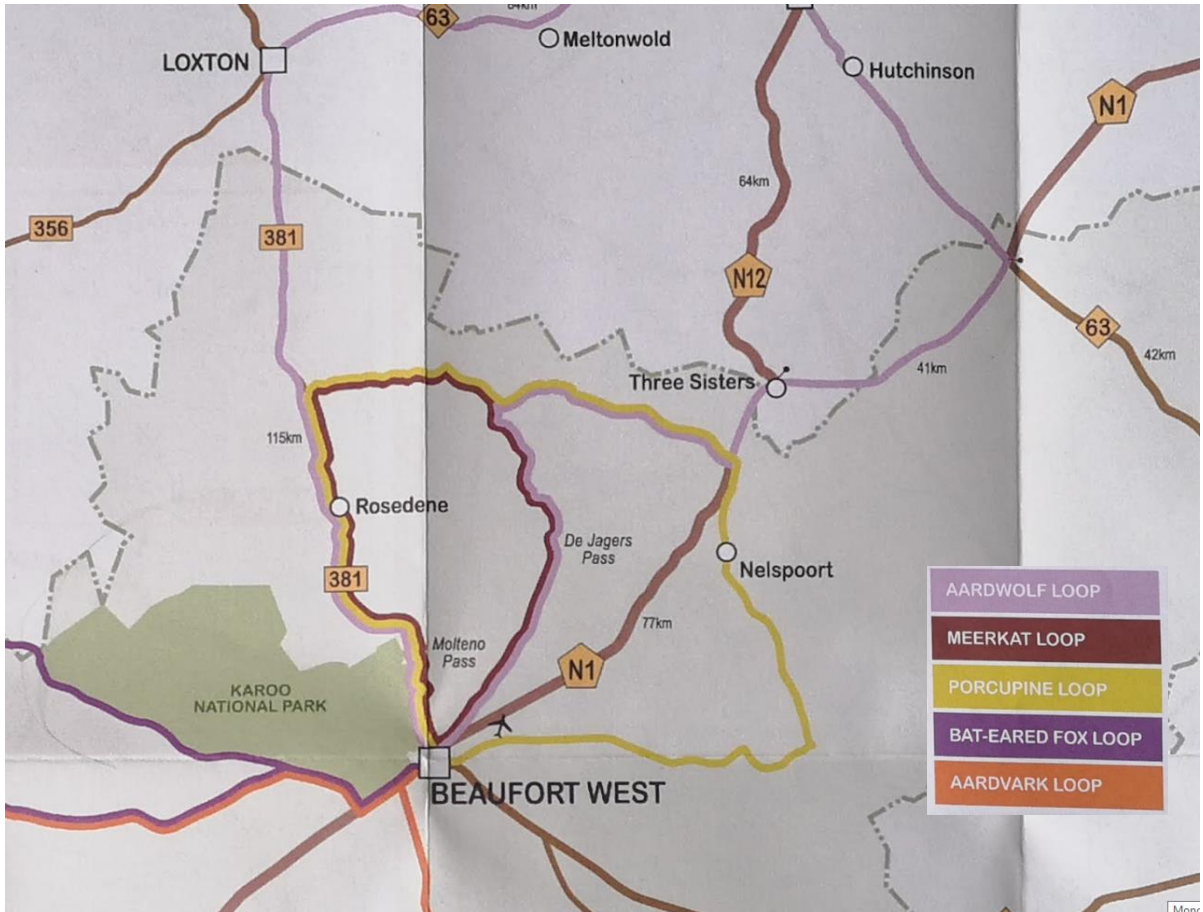 63
64km
Meltonwold
LOXTON
Hutchinson
N1
64km
356
381
N12
63
42km
Three Sisters
41km
115km
Rosedene
De Jagers
Pass
381
Nelspoort
77km
Molteno
Pass
N1
KAROO
NATIONAL PARK
BEAUFORT WEST
AARDWOLF LOOP
MEERKAT LOOP
PORCUPINE LOOP
BAT-EARED FOX LOOP
AARDVARK LOOP